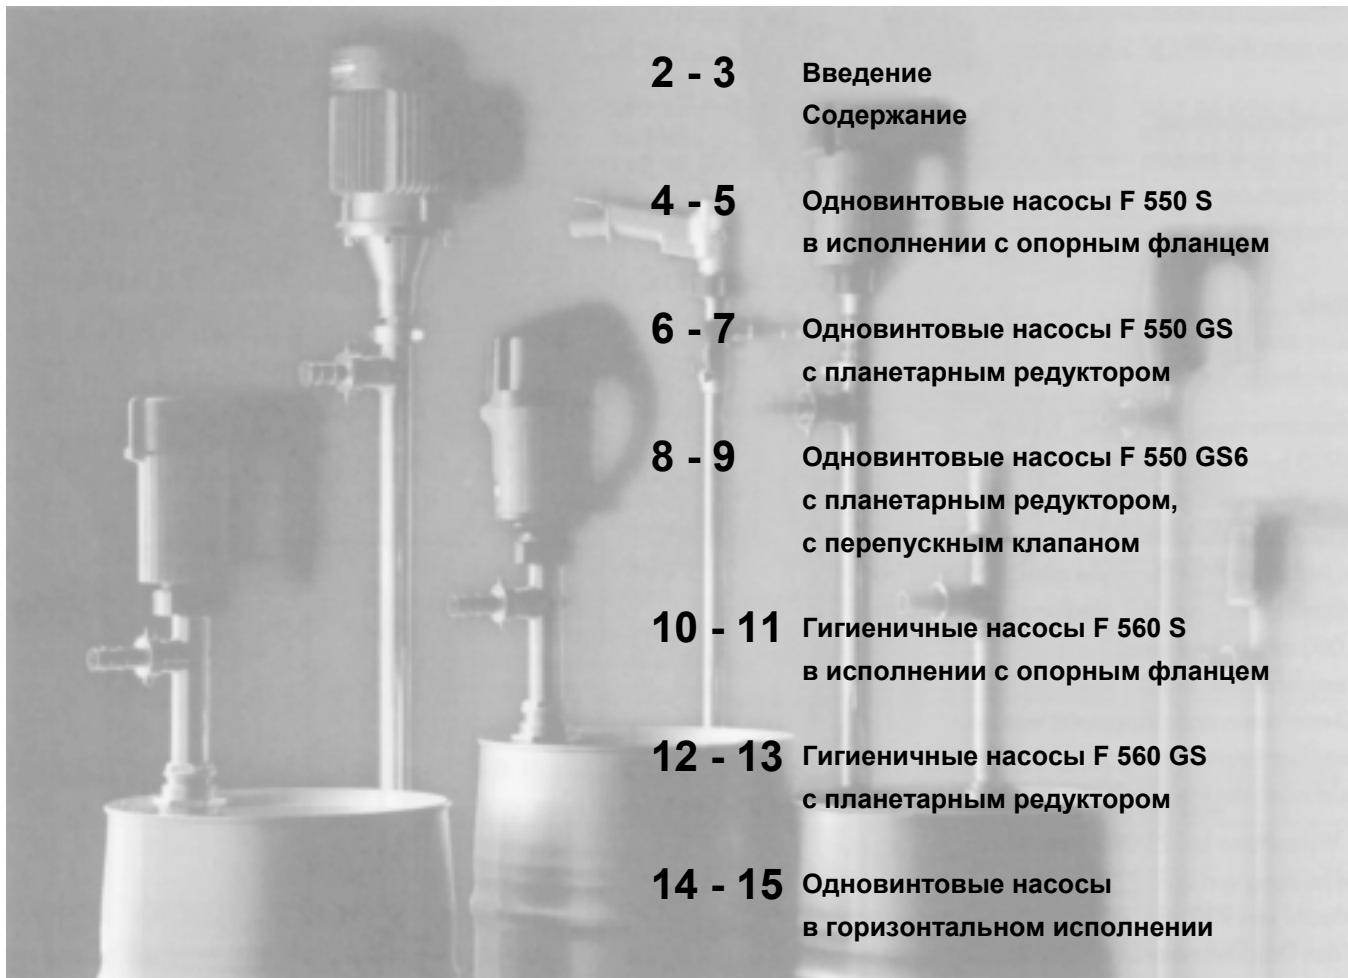 2 - 3 Введение
Содержание
4 - 5 Одновинтовые насосы F 550 S
в исполнении с опорным фланцем
6 - 7 Одновинтовые насосы F 550 GS
с планетарным редуктором
8 - 9 Одновинтовые насосы F 550 GS6
с планетарным редуктором,
с перепускным клапаном
10 - 11 Гигиеничные насосы F 560 S
в исполнении с опорным фланцем
12 - 13 Гигиеничные насосы F 560 GS
с планетарным редуктором
14 - 15 Одновинтовые насосы
в горизонтальном исполнении